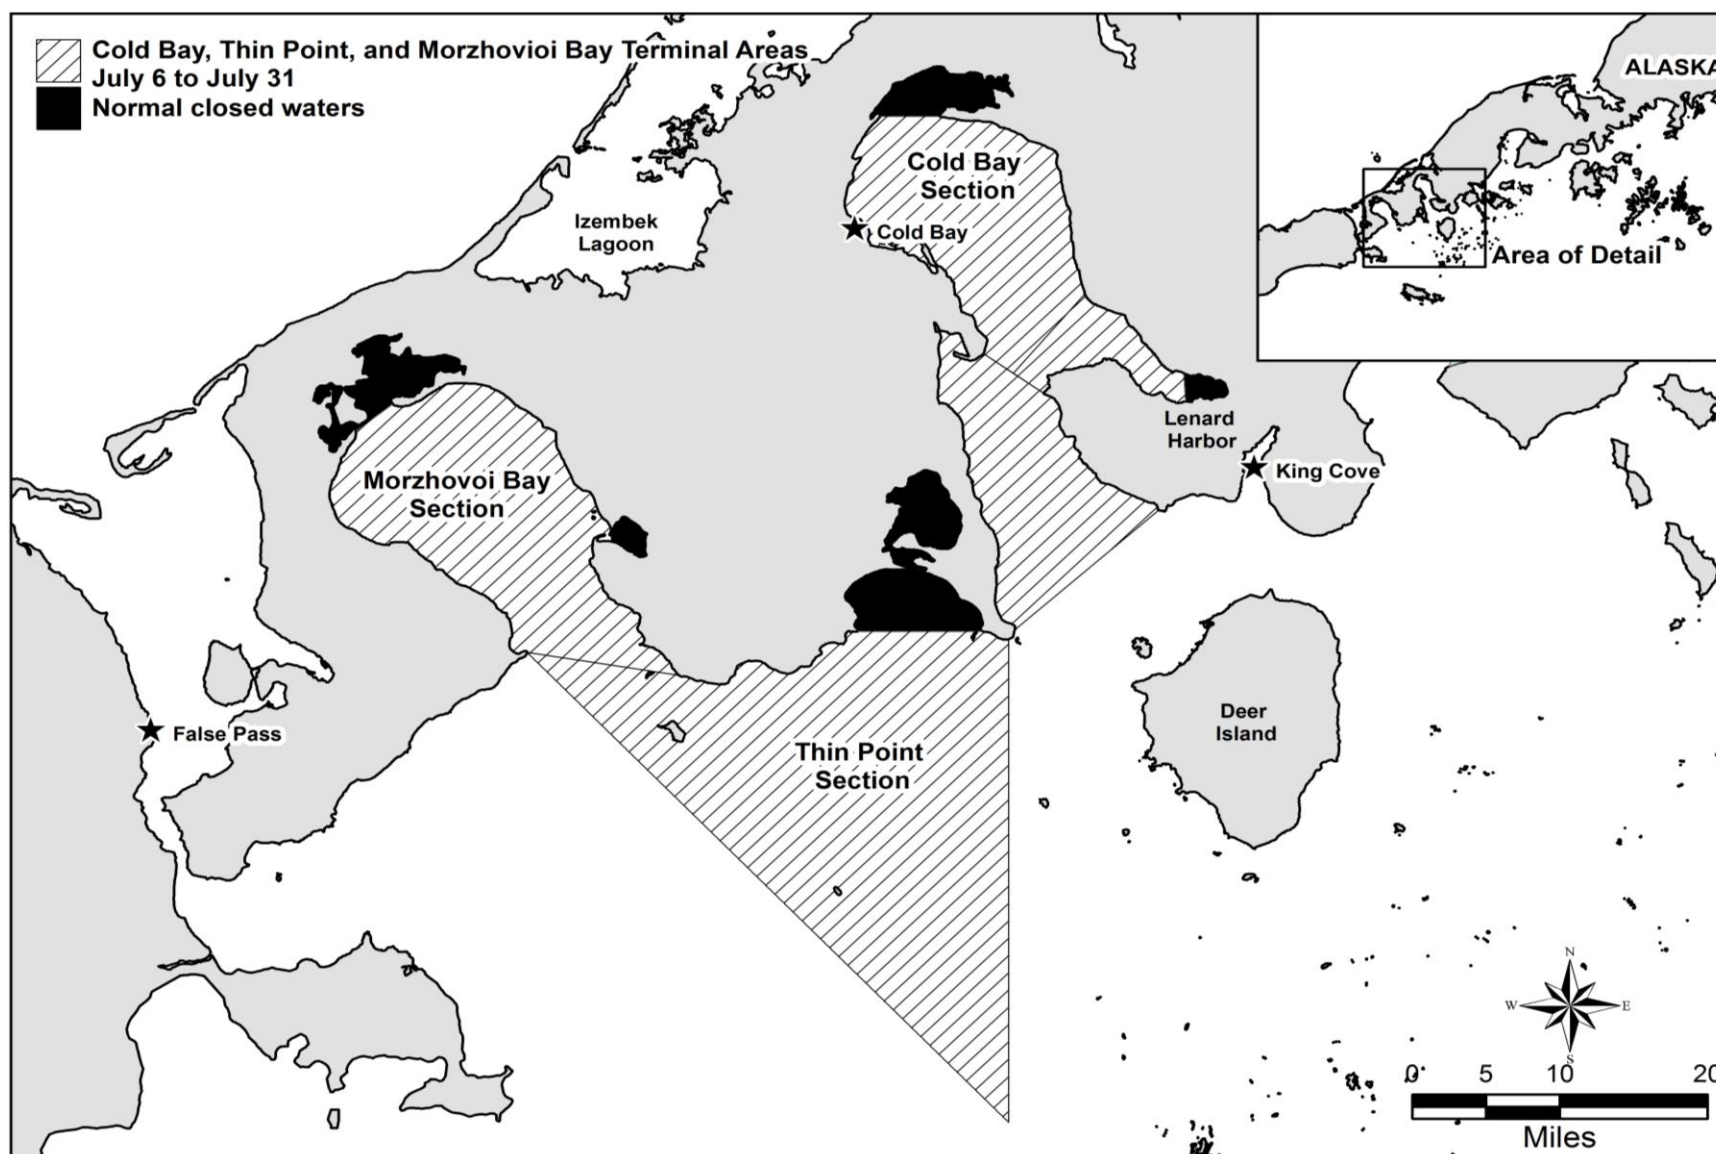 Cold Bay, Thin Point, and Morzhovioi Bay Terminal Areas
July 6 to July 31
Normal closed waters
ALASKA
Area of Detail
Cold Bay
Section
Izembek
Lagoon
Cold Bay
Lenard
Harbor
King Cove
Morzhovoi Bay
Section
False Pass
Thin Point
Section
Deer
Island
N
W
E
S
0 5 10 20
Miles